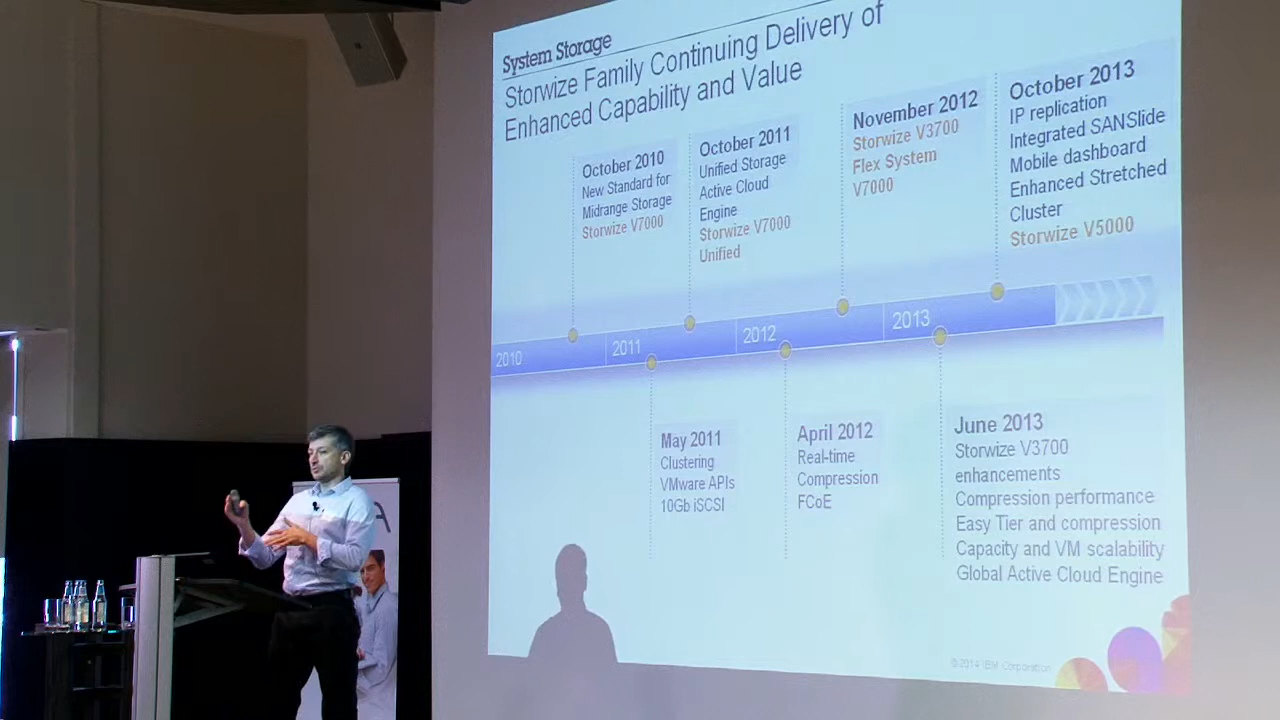 System Storage
Storwize Family Continuing Delivery of
Enhanced Capability and Value
October 2010
New Standard for
Midrange Storage
Storwize V7000
October 2011
Unified Storage
Active Cloud
Engine
Storwize V7000
Unified
November 2012
Storwize V3700
Flex System
V7000
October 2013
IP replication
Integrated SANSlide
Mobile dashboard
Enhanced Stretched
Cluster
Storwize V5000
2010
2011
2012
2013
May 2011
Clustering
VMware APIs
10Gb iSCSI
April 2012
Real-time
Compression
FCoE
June 2013
Storwize V3700
enhancements
Compression performance
Easy Tier and compression
Capacity and VM scalability
Global Active Cloud Engine
© 2014 IBM Corporation
A